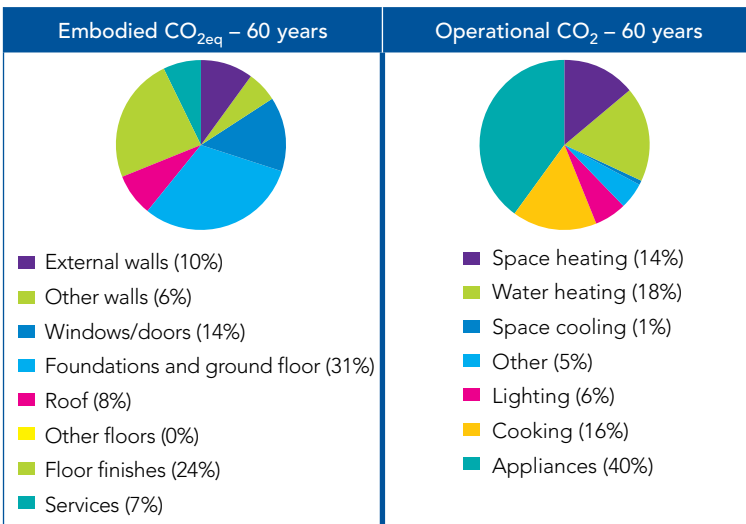 Embodied CO2eq – 60 years
External walls (10%)
Other walls (6%)
Windows/doors (14%)
Foundations and ground floor (31%)
Roof (8%)
Other floors (0%)
Floor finishes (24%)
Services (7%)
Operational CO2 – 60 years
Space heating (14%)
Water heating (18%)
Space cooling (1%)
Other (5%)
Lighting (6%)
Cooking (16%)
Appliances (40%)